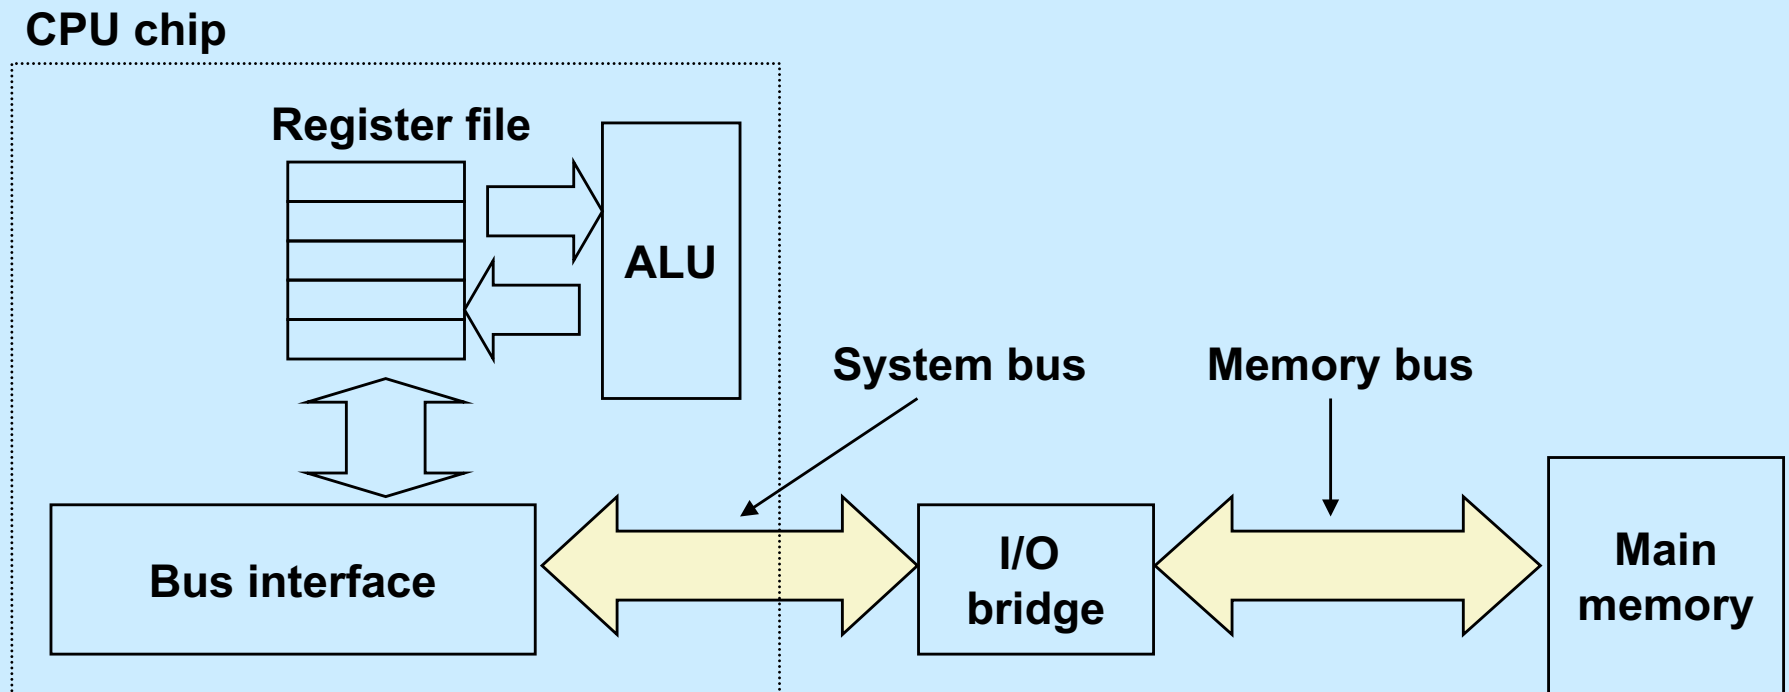 CPU chip
Register file
ALU
System bus
Memory bus
Bus interface
I/O
bridge
Main
memory